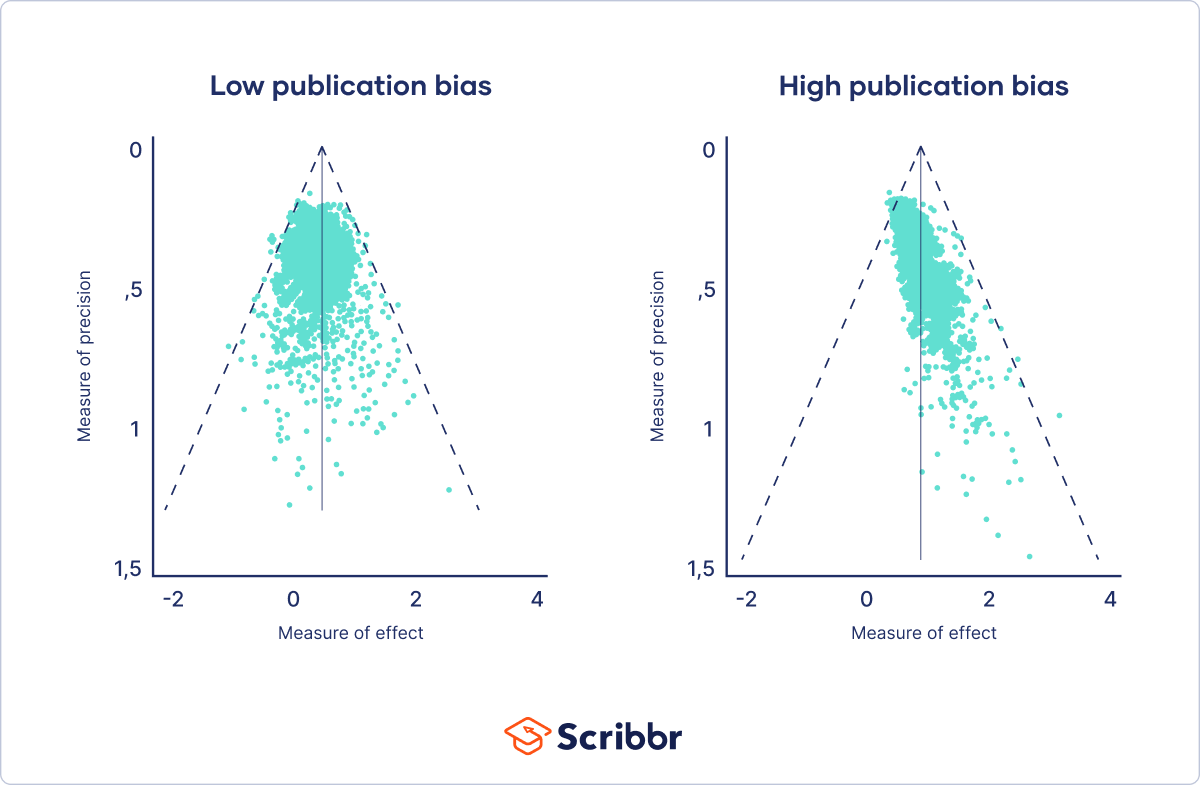 Low publication bias
0
,5
1
1,5
Measure of precision
-2 0 2 4
Measure of effect
High publication bias
0
,5
1
1,5
Measure of precision
-2 0 2 4
Measure of effect
Scribbr